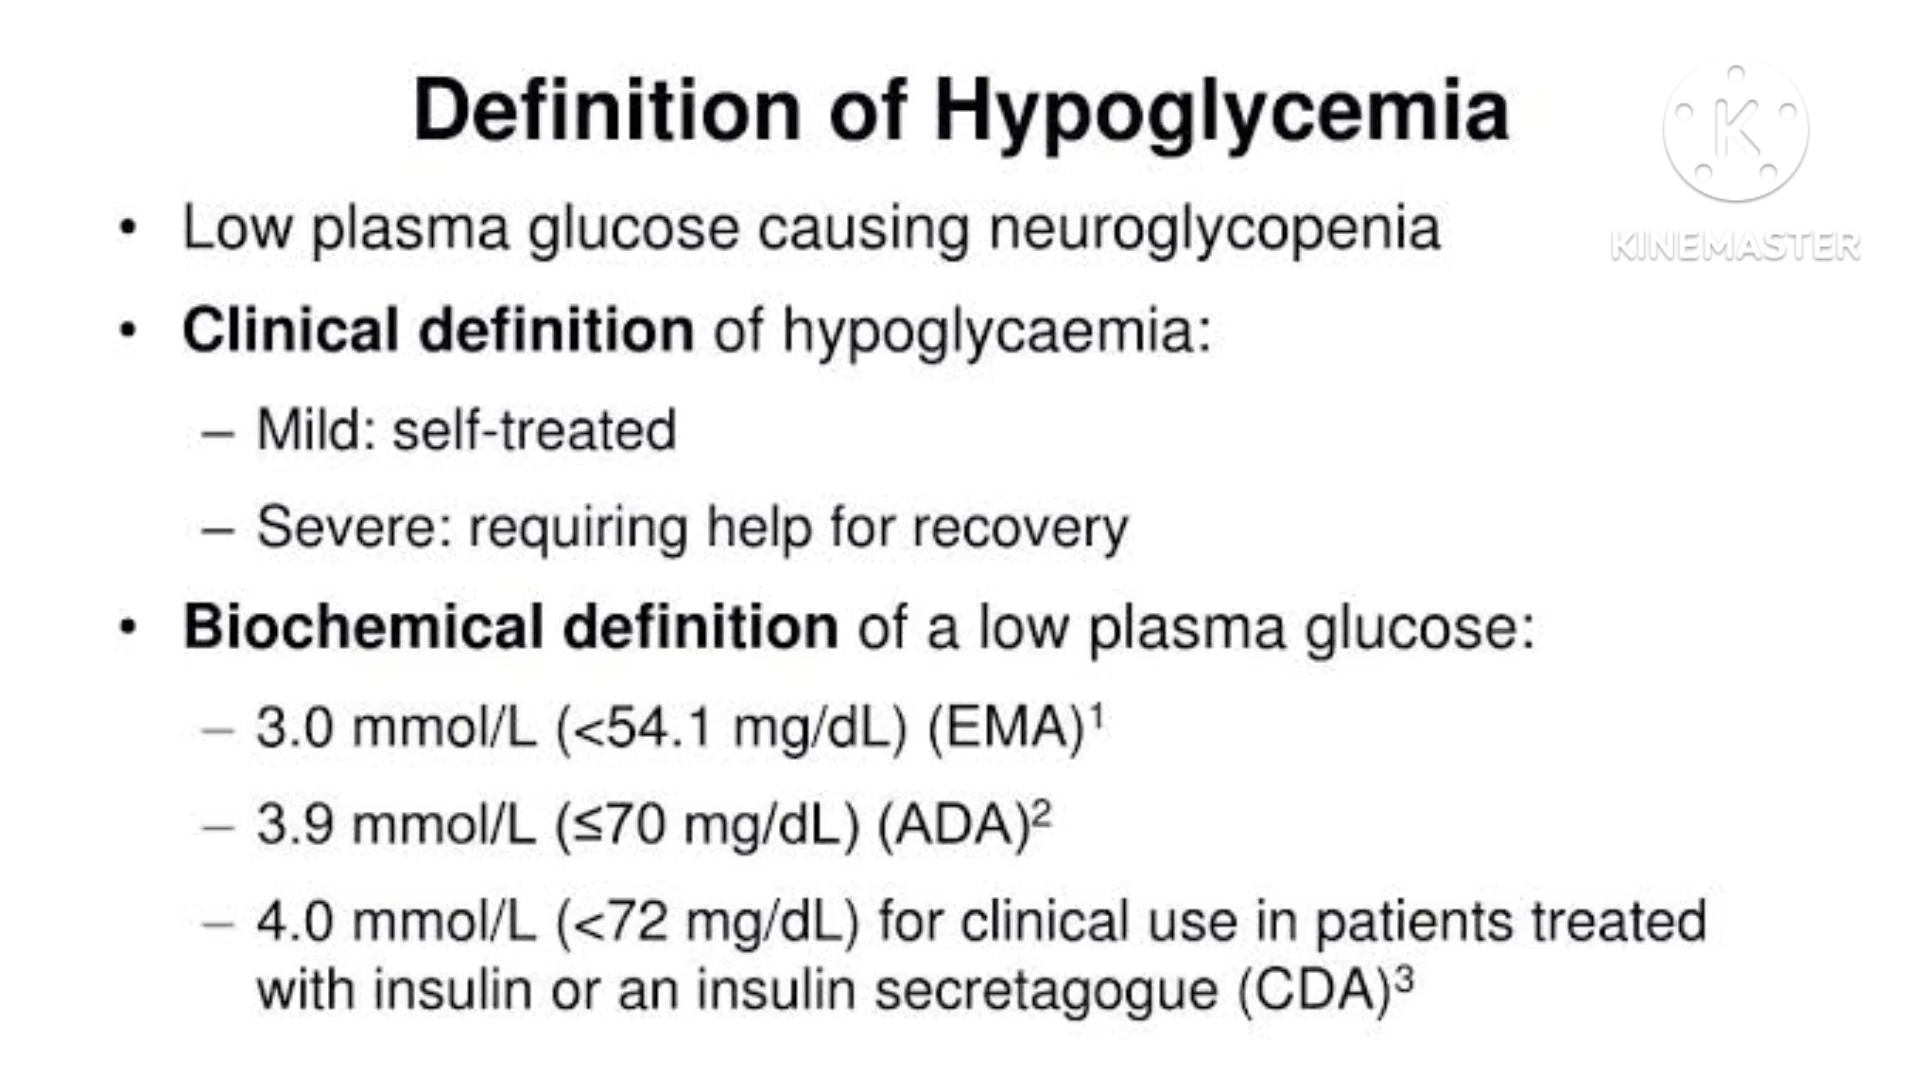 Definition of Hypoglycemia
K
KINEMASTER
• Low plasma glucose causing neuroglycopenia
• Clinical definition of hypoglycaemia:
– Mild: self-treated
– Severe: requiring help for recovery
• Biochemical definition of a low plasma glucose:
– 3.0 mmol/L (<54.1 mg/dL) (EMA)¹
– 3.9 mmol/L (≤70 mg/dL) (ADA)²
– 4.0 mmol/L (<72 mg/dL) for clinical use in patients treated
with insulin or an insulin secretagogue (CDA)³